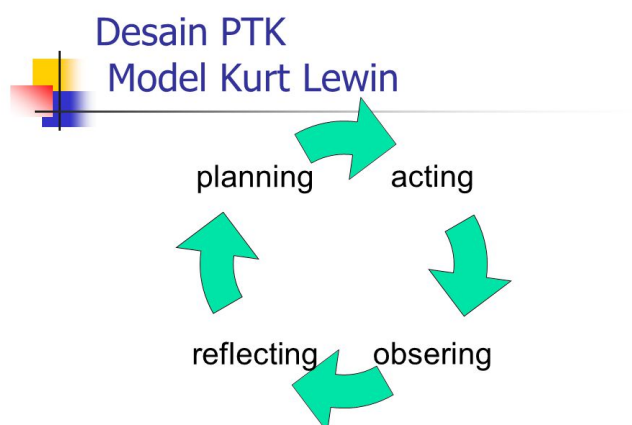 Desain PTK
Model Kurt Lewin
planning
acting
reflecting
obsering